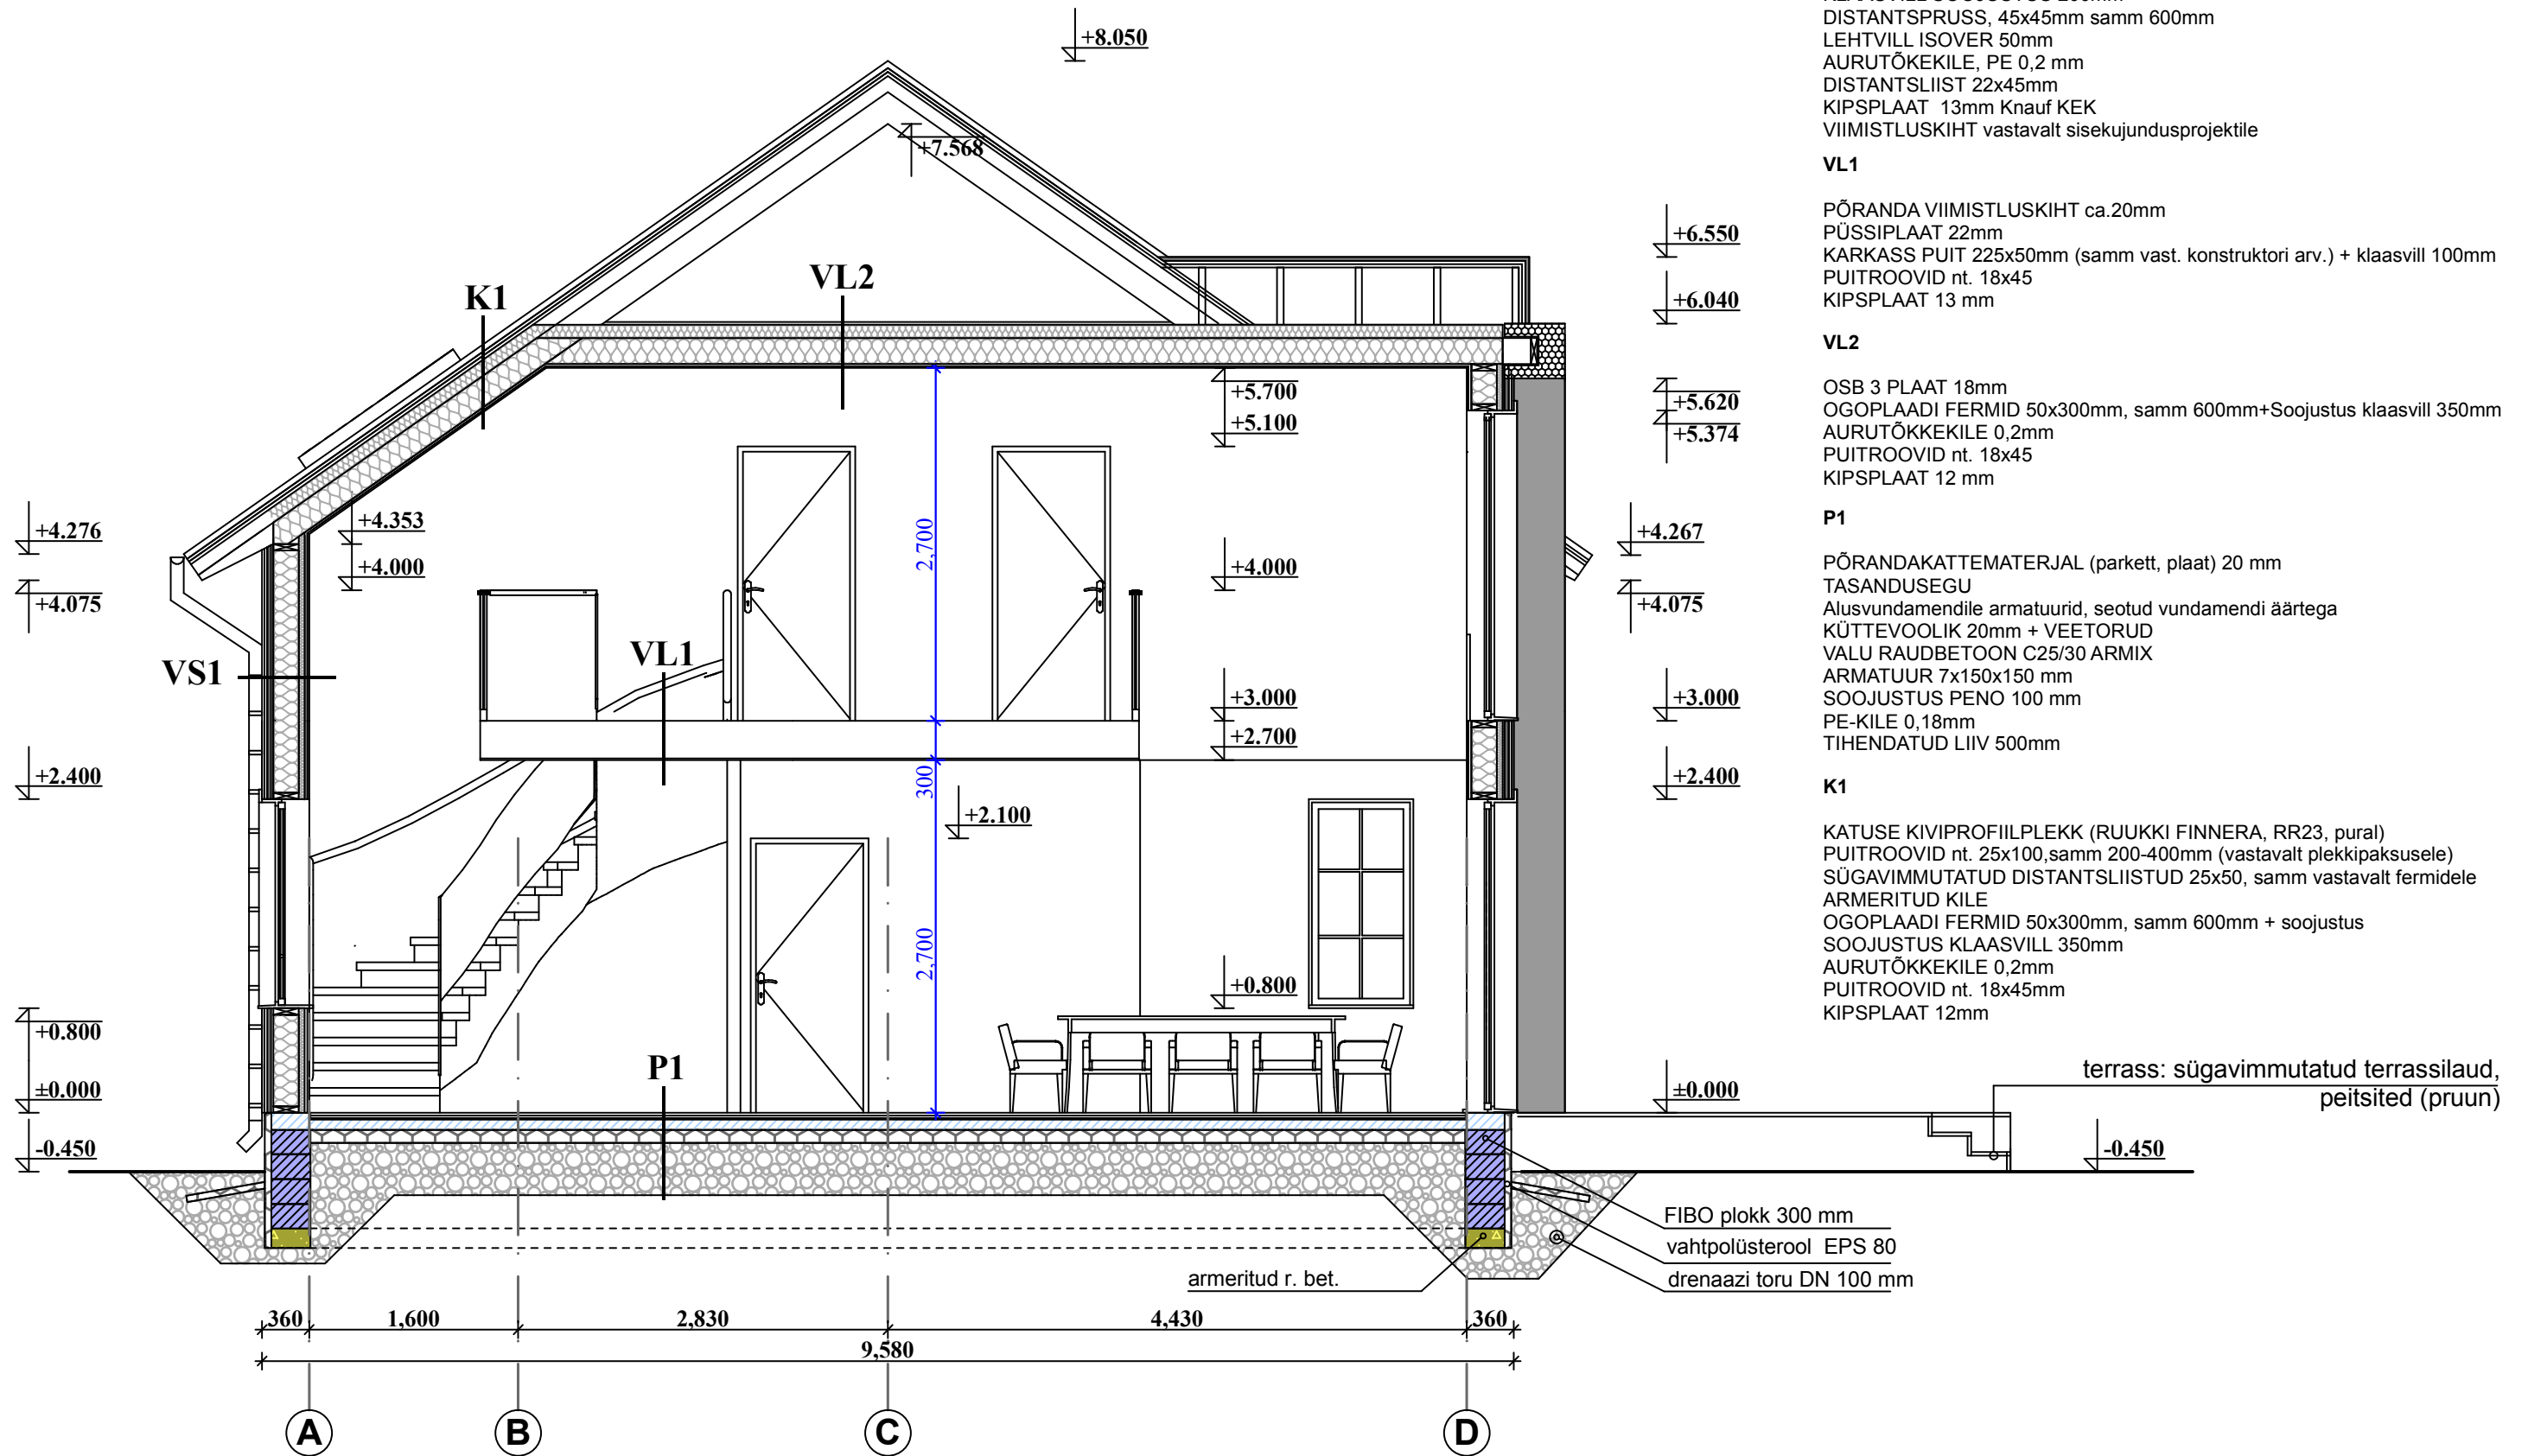 +8.050
+7.568
+6.550
+6.040
K1
VL2
+5.700
+5.620
+5.100
+5.374
2,700
+4.276
+4.353
+4.267
+4.000
+4.000
+4.075
+4.075
VS1
VL1
+3.000
+3.000
+2.700
+2.400
300
+2.400
+2.100
2,700
+0.800
+0.800
P1
±0.000
±0.000
-0.450
-0.450
DISTANTSPRUSS, 45x45mm samm 600mm
LEHTVILL ISOVER 50mm
AURUTÕKEKILE, PE 0,2 mm
DISTANTSLIIST 22x45mm
KIPSPLAAT 13mm Knauf KEK
VIIMISTLUSKIHT vastavalt sisekujundusprojektile
VL1
PÕRANDA VIIMISTLUSKIHT ca.20mm
PÜSSIPLAAT 22mm
KARKASS PUIT 225x50mm (samm vast. konstruktori arv.) + klaasvill 100mm
PUITROOVID nt. 18x45
KIPSPLAAT 13 mm
VL2
OSB 3 PLAAT 18mm
OGOPLAADI FERMID 50x300mm, samm 600mm+Soojustus klaasvill 350mm
AURUTÕKKEKILE 0,2mm
PUITROOVID nt. 18x45
KIPSPLAAT 12 mm
P1
PÕRANDAKATTEMATERJAL (parkett, plaat) 20 mm
TASANDUSEGU
Alusvundamendile armatuurid, seotud vundamendi äärtega
KÜTTEVOOLIK 20mm + VEETORUD
VALU RAUDBETOON C25/30 ARMIX
ARMATUUR 7x150x150 mm
SOOJUSTUS PENO 100 mm
PE-KILE 0,18mm
TIHENDATUD LIIV 500mm
K1
KATUSE KIVIPROFIILPLEKK (RUUKKI FINNERA, RR23, pural)
PUITROOVID nt. 25x100,samm 200-400mm (vastavalt plekkipaksusele)
SÜGAVIMMUTATUD DISTANTSLIISTUD 25x50, samm vastavalt fermidele
ARMERITUD KILE
OGOPLAADI FERMID 50x300mm, samm 600mm + soojustus
SOOJUSTUS KLAASVILL 350mm
AURUTÕKKEKILE 0,2mm
PUITROOVID nt. 18x45mm
KIPSPLAAT 12mm
terrass: sügavimmutatud terrassilaud,
peitsited (pruun)
FIBO plokk 300 mm
vahtpolüsterool EPS 80
armeritud r. bet.
drenaazi toru DN 100 mm
360 1,600 2,830 4,430 360
9,580
A B C D